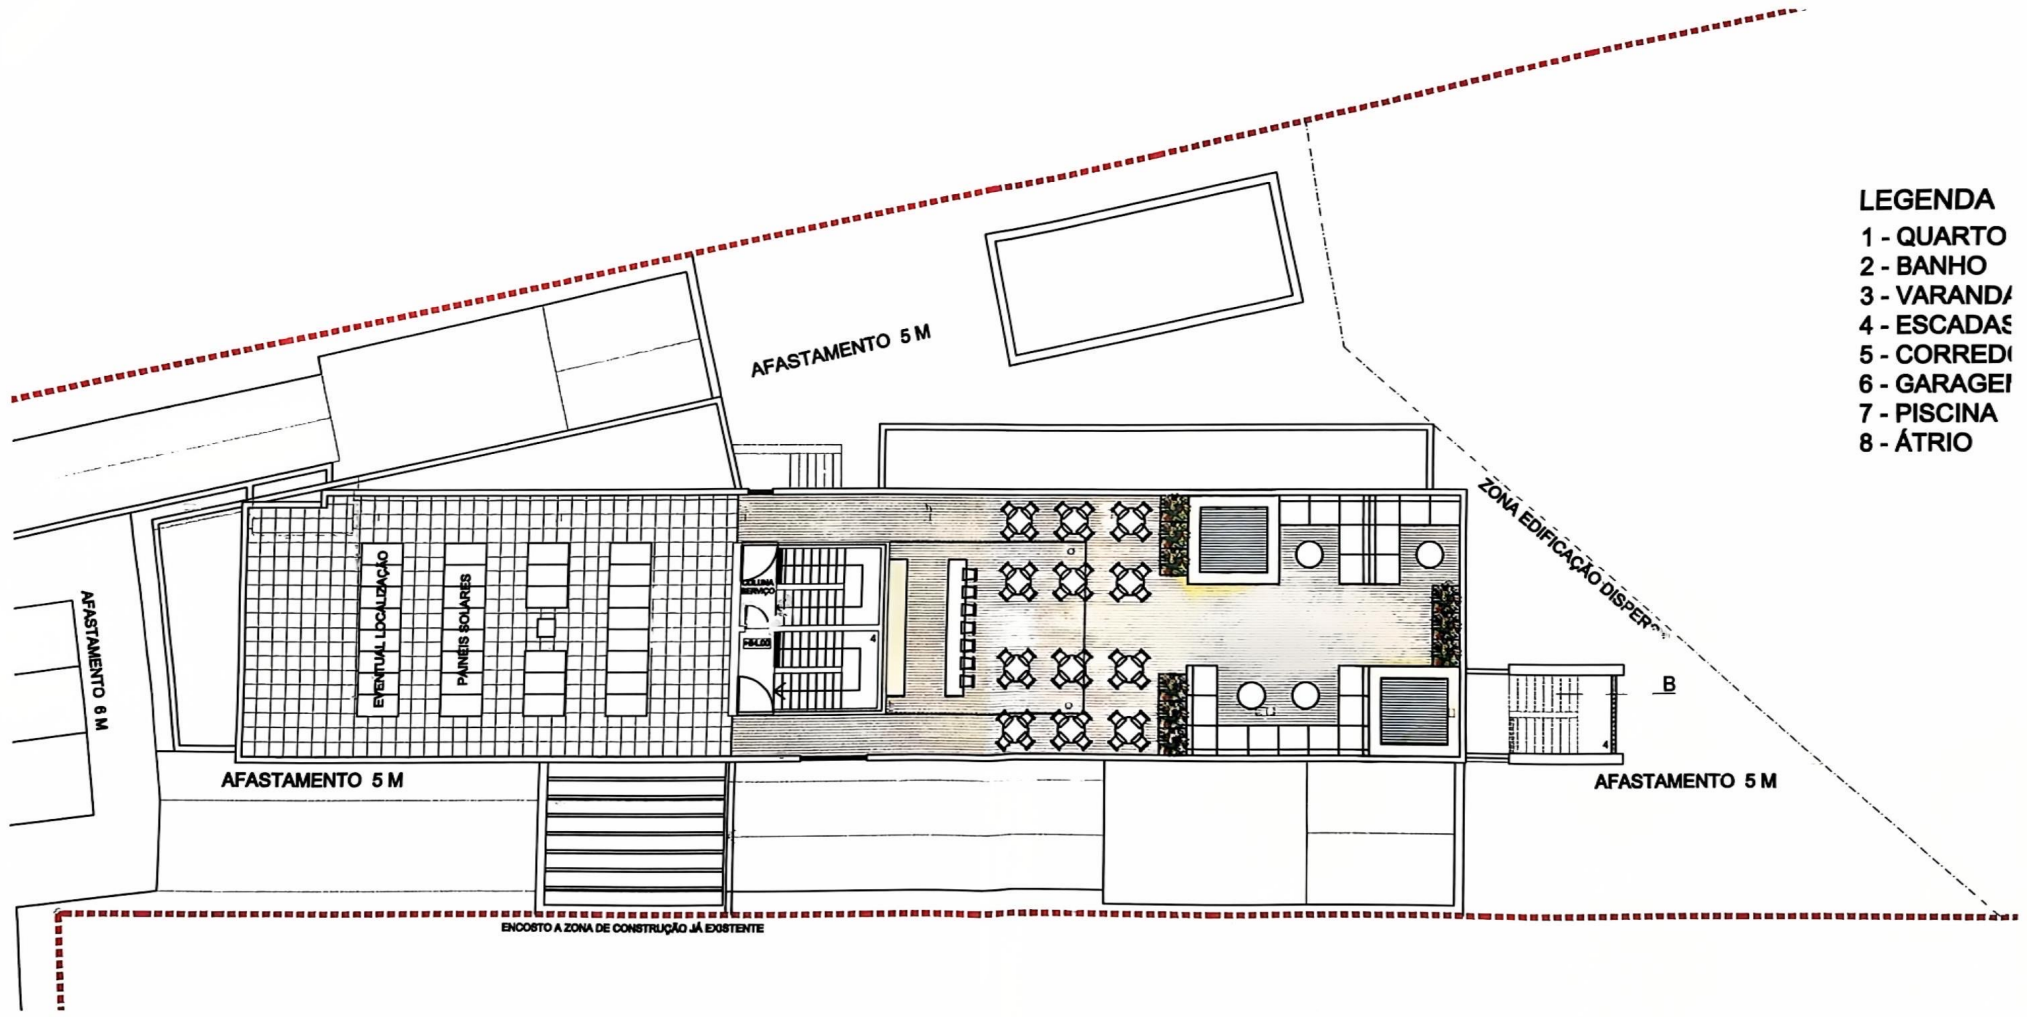 LEGENDA
1 - QUARTO
2 - BANHO
3 - VARANDA
4 - ESCADAS
5 - CORRED
6 - GARAGE
7 - PISCINA
8 - ÁTRIO
AFASTAMENTO 5 M
ZONA EDIFICAÇÃO
AFASTAMENTO 6 M
EVENTUAL LOCALIZAÇÃO
PAINEIS SOLARES
COLUNA
SERVIÇO
4
B
4
AFASTAMENTO 5 M
AFASTAMENTO 5 M
ENCOSTO A ZONA DE CONSTRUÇÃO JÁ EXISTENTE